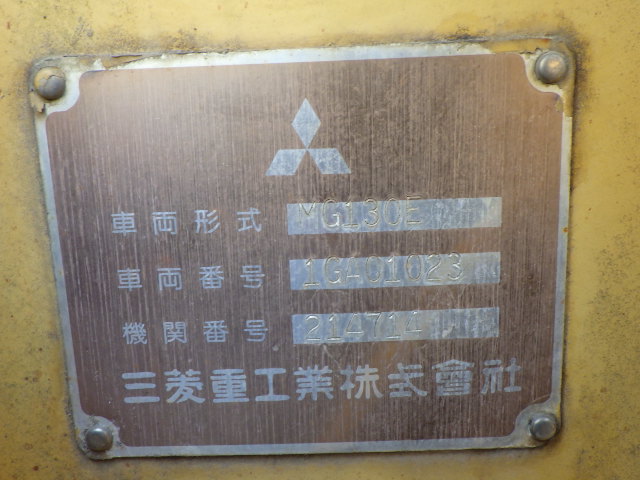 車両形式 MG130E
車両番号 1GA01023
機関番号 214714
三菱重工業株式會社